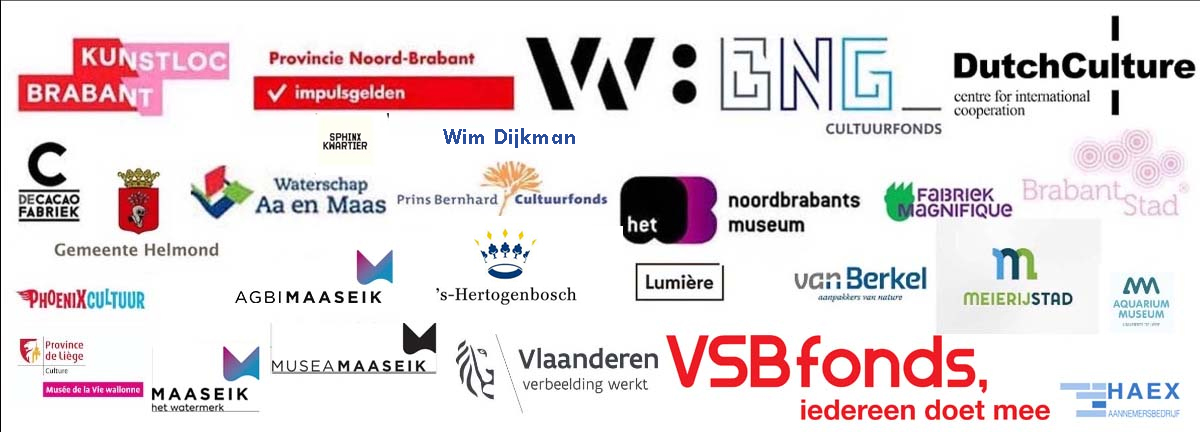 KUNSTLOC
BRABANT
Provincie Noord-Brabant
impulsgelden
W:
BNG
CULTUURFONDS
DutchCulture
centre for international
cooperation
C
DECACAO
FABRIEK
Gemeente Helmond
SPHINX
KWARTIER
Wim Dijkman
Waterschap
Aa en Maas
Prins Bernhard Cultuurfonds
het
noordbrabants
museum
FABRIEK
MAGNIFIQUE
Brabant
Stad
PHOENIXCULTUUR
AGBIMAASEIK
's-Hertogenbosch
Lumière
van Berkel
aanpakkers van nature
m
MEIERIJSTAD
AQUARIUM
MUSEUM
Province
de Liège
Culture
Musée de la Vie wallonne
MAASEIK
het watermerk
MUSEAMAASEIK
Vlaanderen
verbeelding werkt
VSBfonds,
iedereen doet mee
HAEX
AANNEMERSBEDRIJF